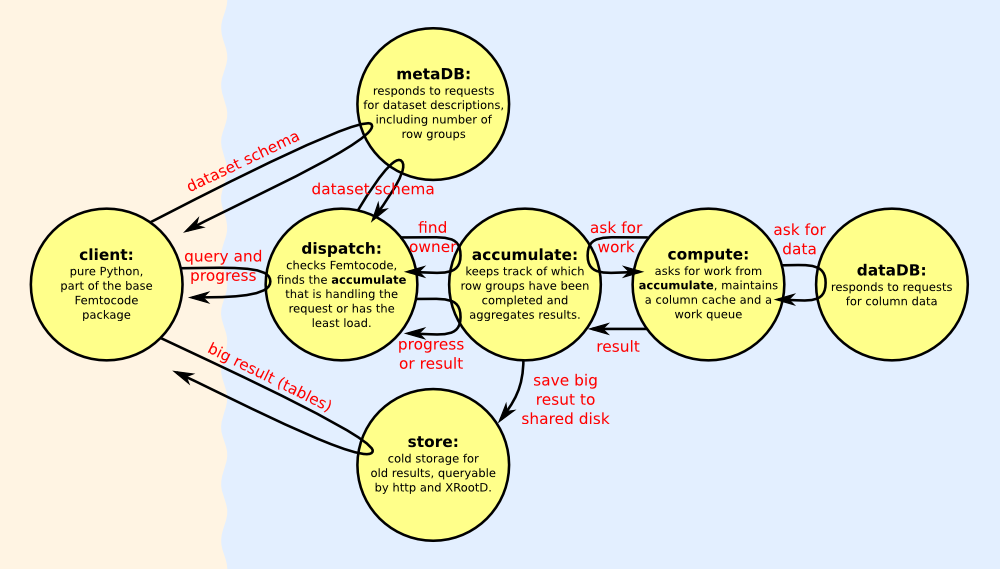 metaDB:
responds to requests
for dataset descriptions,
including number of
row groups
dataset schema
dataset schema
client:
pure Python,
part of the base
Femtocode
package
query and
progress
dispatch:
checks Femtocode,
finds the accumulate
that is handling the
request or has the
least load.
find
owner
progress
or result
accumulate:
keeps track of which
row groups have been
completed and
aggregates results.
ask for
work
result
compute:
asks for work from
accumulate, maintains
a column cache and a
work queue
ask for
data
dataDB:
responds to requests
for column data
big result (tables)
save big
resut to
shared disk
store:
cold storage for
old results, queryable
by http and XRootD.